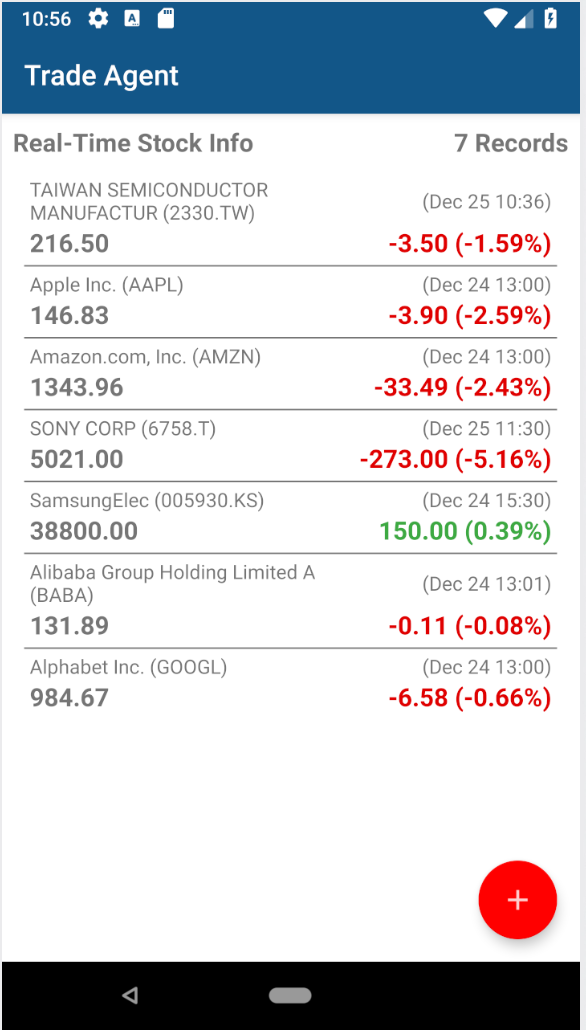 10:56
Trade Agent
Real-Time Stock Info 7 Records
TAIWAN SEMICONDUCTOR
MANUFACTUR (2330.TW) (Dec 25 10:36)
216.50 -3.50 (-1.59%)
Apple Inc. (AAPL) (Dec 24 13:00)
146.83 -3.90 (-2.59%)
Amazon.com, Inc. (AMZN) (Dec 24 13:00)
1343.96 -33.49 (-2.43%)
SONY CORP (6758.T) (Dec 25 11:30)
5021.00 -273.00 (-5.16%)
SamsungElec (005930.KS) (Dec 24 15:30)
38800.00 150.00 (0.39%)
Alibaba Group Holding Limited A
(BABA) (Dec 24 13:01)
131.89 -0.11 (-0.08%)
Alphabet Inc. (GOOGL) (Dec 24 13:00)
984.67 -6.58 (-0.66%)
+